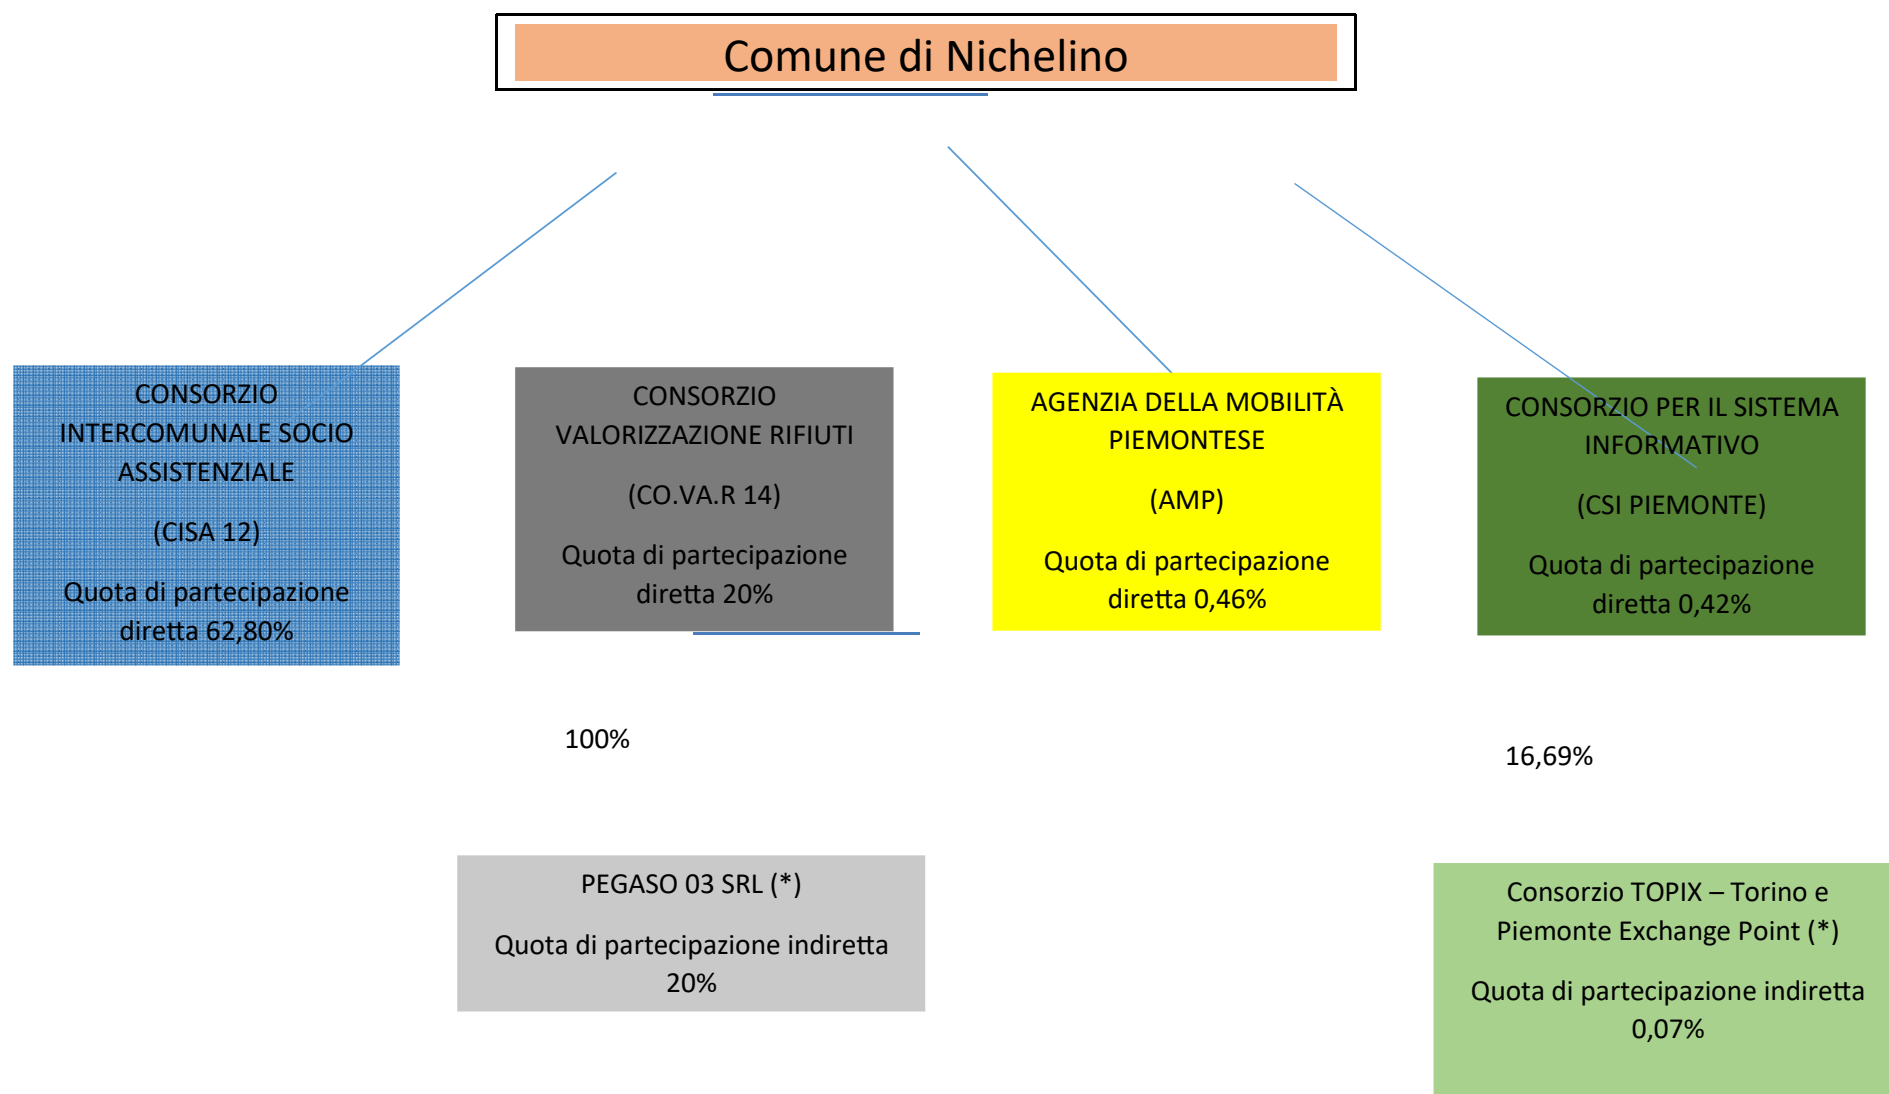 Comune di Nichelino
CONSORZIO
INTERCOMUNALE SOCIO
ASSISTENZIALE
(CISA 12)
Quota di partecipazione
diretta 62,80%
CONSORZIO
VALORIZZAZIONE RIFIUTI
(CO.VA.R 14)
Quota di partecipazione
diretta 20%
AGENZIA DELLA MOBILITÀ
PIEMONTESE
(AMP)
Quota di partecipazione
diretta 0,46%
CONSORZIO PER IL SISTEMA
INFORMATIVO
(CSI PIEMONTE)
Quota di partecipazione
diretta 0,42%
100%
16,69%
PEGASO 03 SRL (*)
Quota di partecipazione indiretta
20%
Consorzio TOPIX – Torino e
Piemonte Exchange Point (*)
Quota di partecipazione indiretta
0,07%